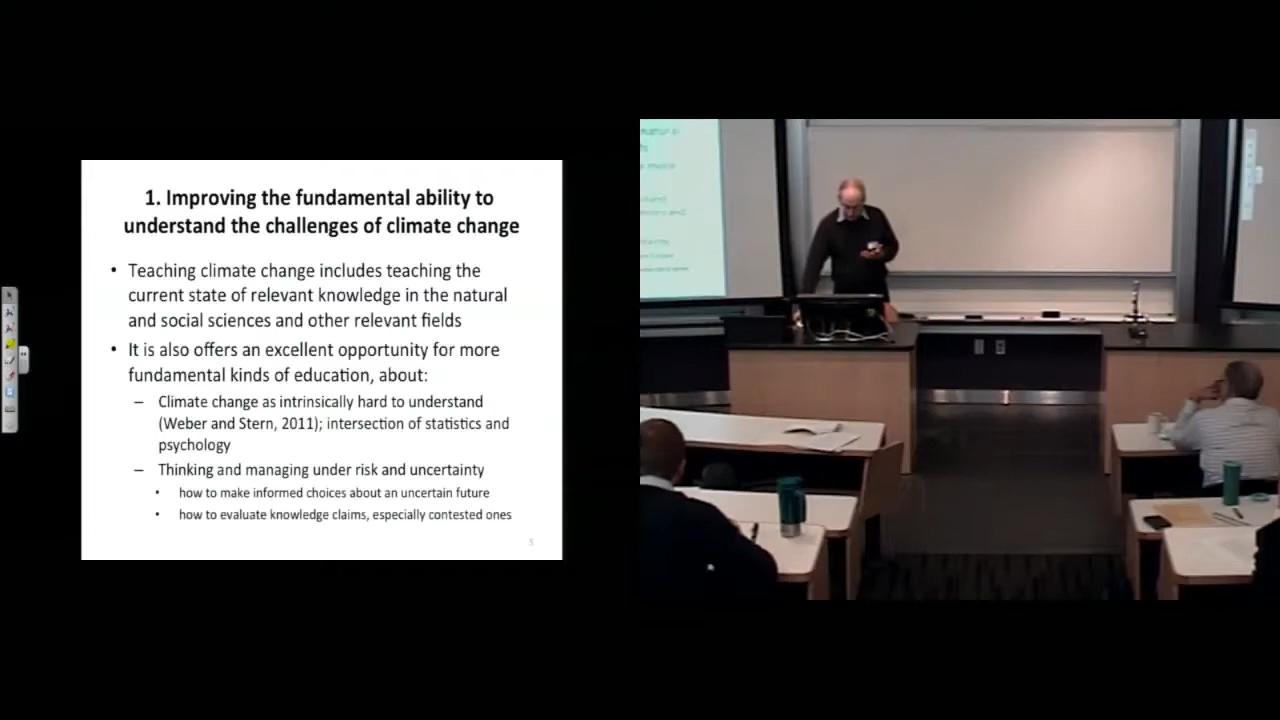 1. Improving the fundamental ability to
understand the challenges of climate change
• Teaching climate change includes teaching the
current state of relevant knowledge in the natural
and social sciences and other relevant fields
• It is also offers an excellent opportunity for more
fundamental kinds of education, about:
– Climate change as intrinsically hard to understand
(Weber and Stern, 2011); intersection of statistics and
psychology
– Thinking and managing under risk and uncertainty
• how to make informed choices about an uncertain future
• how to evaluate knowledge claims, especially contested ones
5